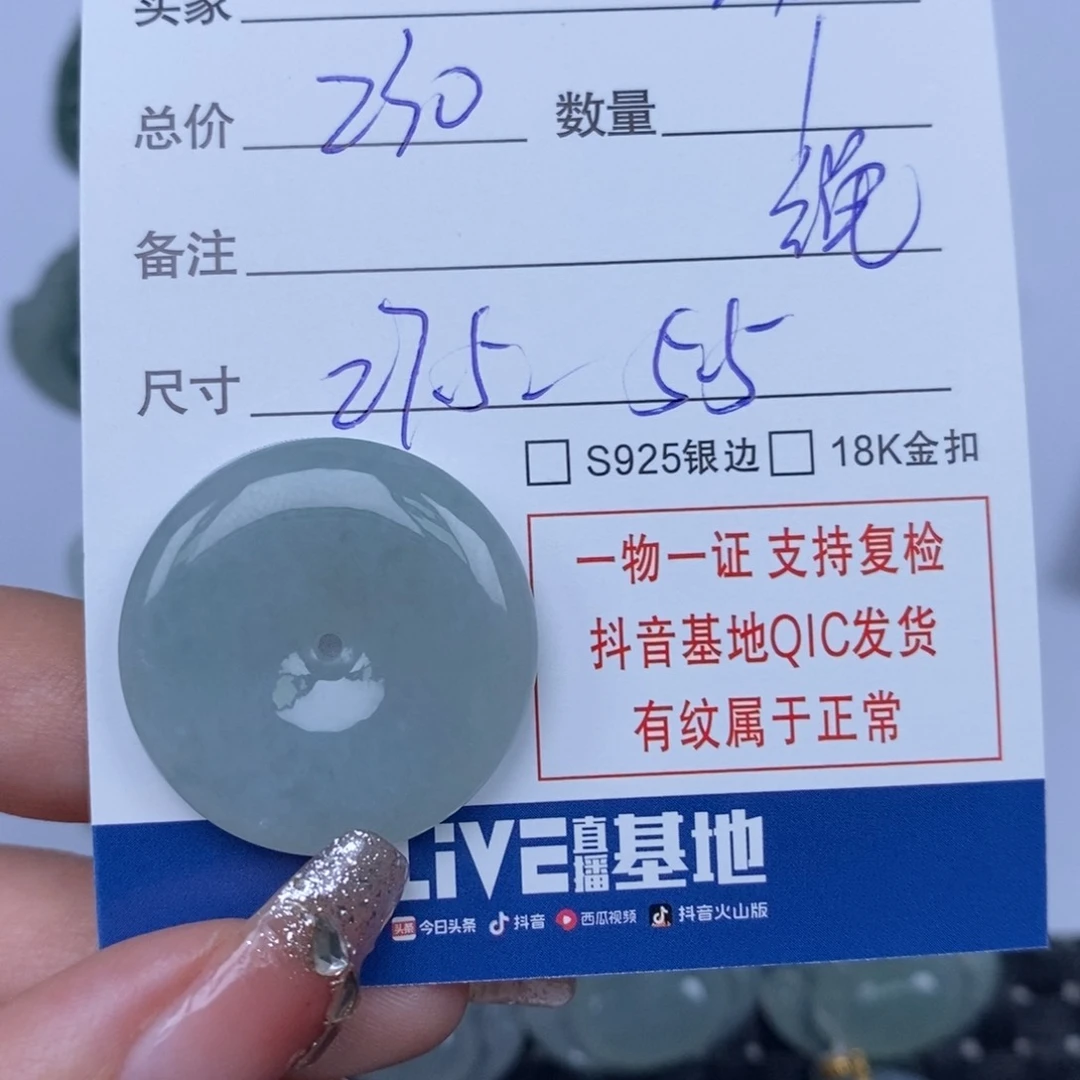 买家
总价 250 数量 1
备注 绳
尺寸 27.5-5.5
S925银边 18K金扣
一物一证 支持复检
抖音基地QIC发货
有纹属于正常
LiVE直播基地
头条 今日头条 抖音 西瓜视频 抖音火山版